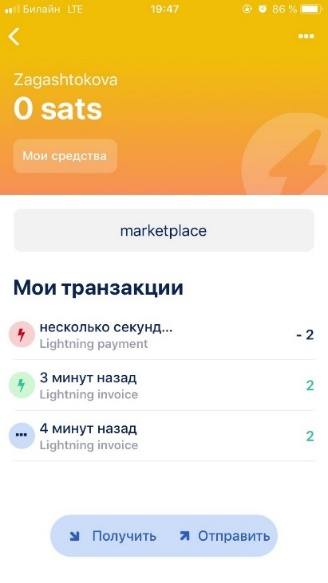 Билайн LTE 19:47 86 %
Zagashtokova
0 sats
Мои средства
marketplace
Мои транзакции
несколько секунд... - 2
Lightning payment
3 минут назад 2
Lightning invoice
4 минут назад 2
Lightning invoice
Получить Отправить